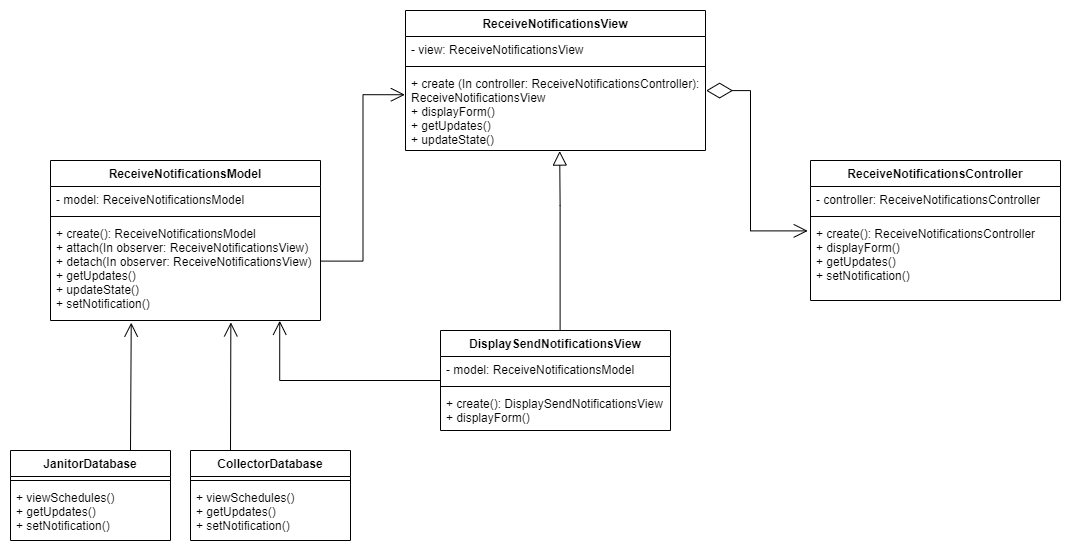 ReceiveNotificationsView
- view: ReceiveNotificationsView
+ create (In controller: ReceiveNotificationsController):
ReceiveNotificationsView
+ displayForm()
+ getUpdates()
+ updateState()
ReceiveNotificationsModel
- model: ReceiveNotificationsModel
+ create(): ReceiveNotificationsModel
+ attach(In observer: ReceiveNotificationsView)
+ detach(In observer: ReceiveNotificationsView)
+ getUpdates()
+ updateState()
+ setNotification()
ReceiveNotificationsController
- controller: ReceiveNotificationsController
+ create(): ReceiveNotificationsController
+ displayForm()
+ getUpdates()
+ setNotification()
DisplaySendNotificationsView
- model: ReceiveNotificationsModel
+ create(): DisplaySendNotificationsView
+ displayForm()
JanitorDatabase
+ viewSchedules()
+ getUpdates()
+ setNotification()
CollectorDatabase
+ viewSchedules()
+ getUpdates()
+ setNotification()